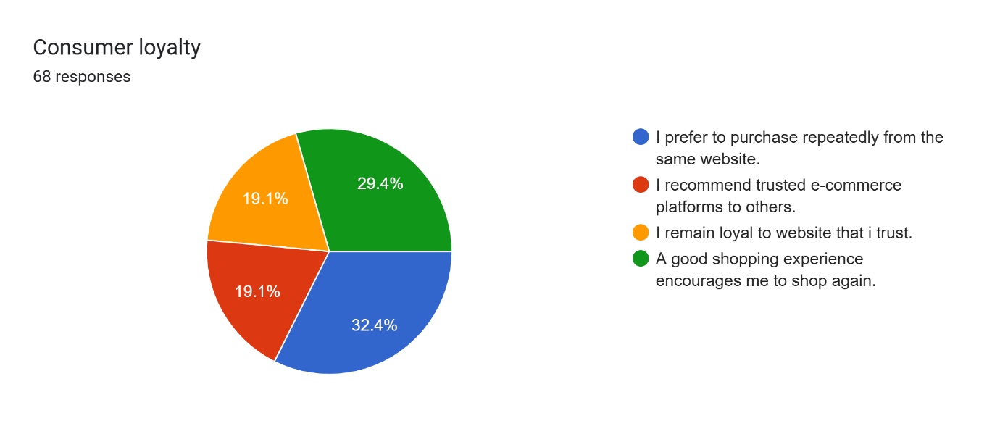 Consumer loyalty
68 responses
29.4%
19.1%
19.1%
32.4%
I prefer to purchase repeatedly from the
same website.
I recommend trusted e-commerce
platforms to others.
I remain loyal to website that i trust.
A good shopping experience
encourages me to shop again.